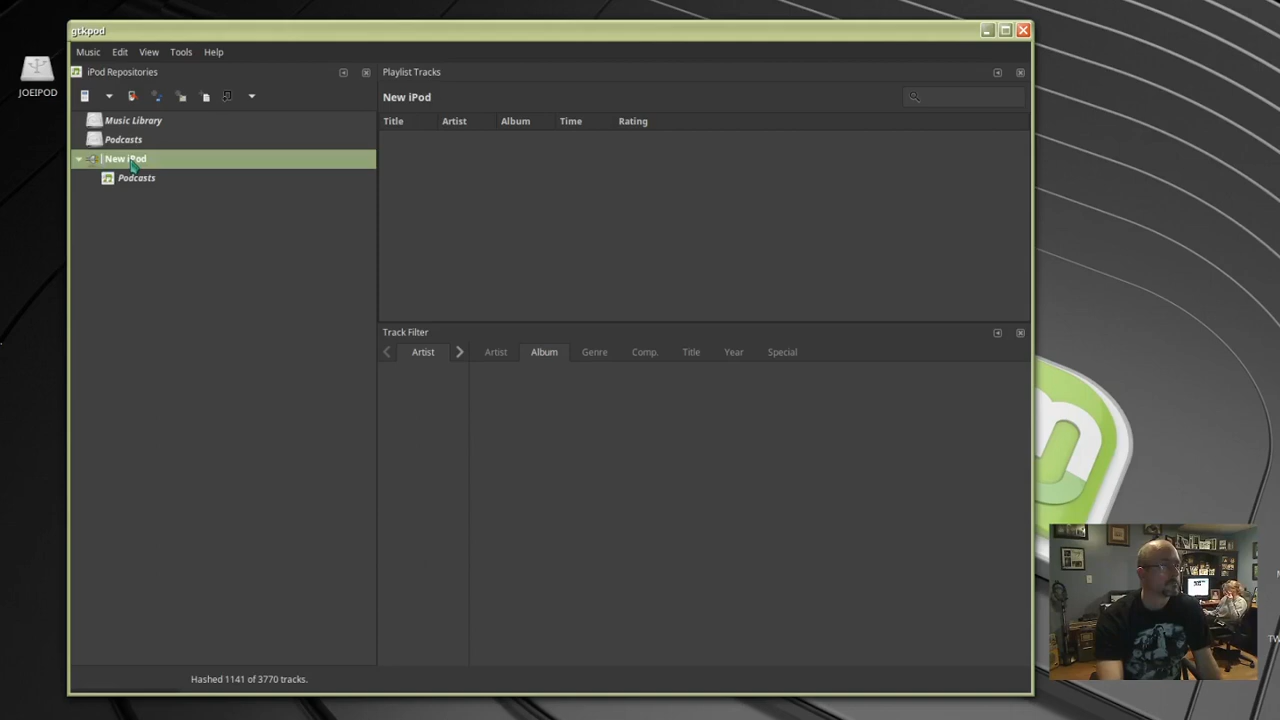 gtkpod
Music Edit View Tools Help
iPod Repositories
Playlist Tracks
JOEIPOD
New iPod
Title Artist Album Time Rating
Music Library
Podcasts
New iPod
Podcasts
Track Filter
Artist
Artist Album Genre Comp. Title Year Special
Hashed 1141 of 3770 tracks.